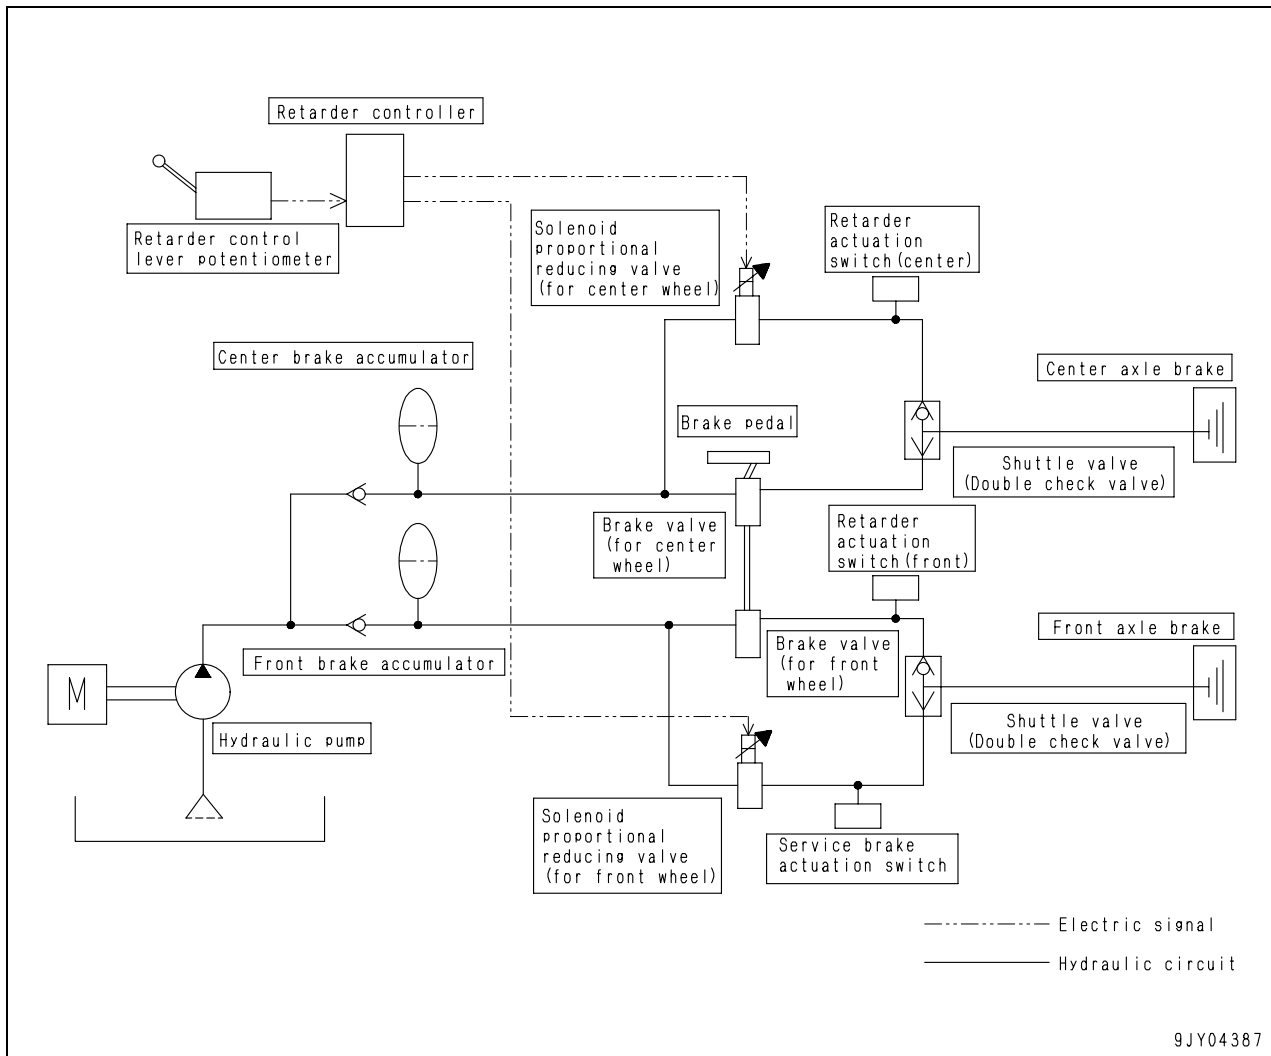 Retarder controller
Retarder control
lever potentiometer
Solenoid
proportional
reducing valve
(for center wheel)
Retarder
actuation
switch(center)
Center brake accumulator
Center axle brake
Brake pedal
Shuttle valve
(Double check valve)
Brake valve
(for center
wheel)
Retarder
actuation
switch(front)
Front axle brake
Front brake accumulator
Brake valve
(for front
wheel)
M
Hydraulic pump
Shuttle valve
(Double check valve)
Solenoid
proportional
reducing valve
(for front wheel)
Service brake
actuation switch
Electric signal
Hydraulic circuit
9JY04387